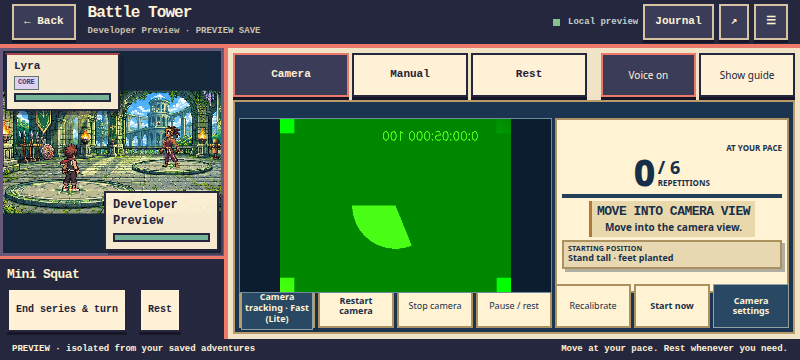 ← Back
Battle Tower
Developer Preview · PREVIEW SAVE
Local preview
Journal
↗
☰
Lyra
CORE
Developer
Preview
Mini Squat
End series & turn
Rest
Camera
Manual
Rest
Voice on
Show guide
00:00:05:000 100
AT YOUR PACE
0 / 6
REPETITIONS
MOVE INTO CAMERA VIEW
Move into the camera view.
STARTING POSITION
Stand tall · feet planted
Camera
tracking · Fast
(Lite)
Restart
camera
Stop camera
Pause / rest
Recalibrate
Start now
Camera
settings
PREVIEW · isolated from your saved adventures
Move at your pace. Rest whenever you need.